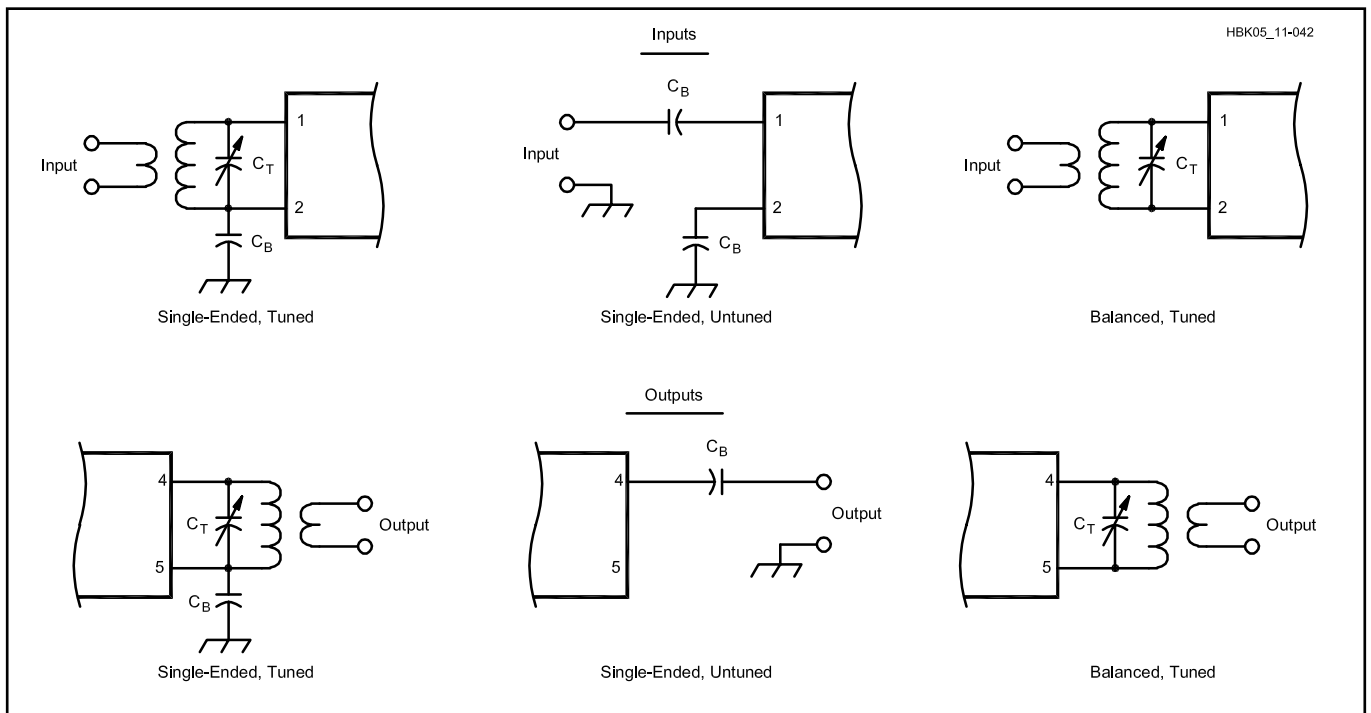 Inputs
HBK05_11-042
Input
C_T
1
2
C_B
Single-Ended, Tuned
C_B
Input
1
2
C_B
Single-Ended, Untuned
Input
C_T
1
2
Balanced, Tuned
Outputs
4
5
C_T
C_B
Output
Single-Ended, Tuned
4
5
C_B
Output
Single-Ended, Untuned
4
5
C_T
Output
Balanced, Tuned